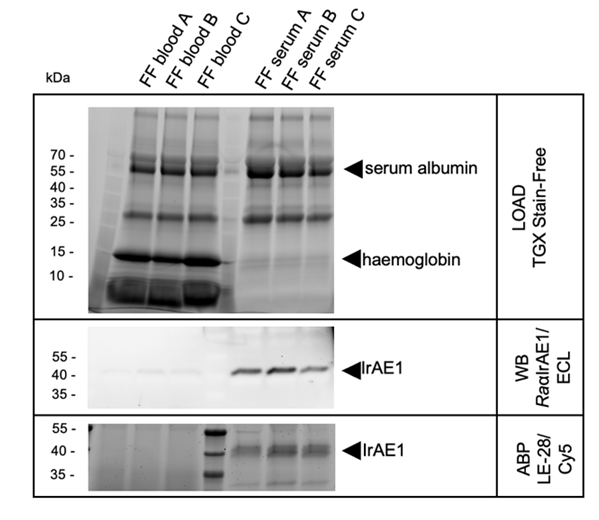 FF blood A
FF blood B
FF blood C
FF serum A
FF serum B
FF serum C
kDa
70 -
55 -
40 -
35 -
25 -
15 -
10 -
serum albumin
haemoglobin
LOAD
TGX Stain-Free
55 -
40 -
35 -
IrAE1
WB
RαIrAE1/
ECL
55 -
40 -
35 -
IrAE1
ABP
LE-28/
Cy5